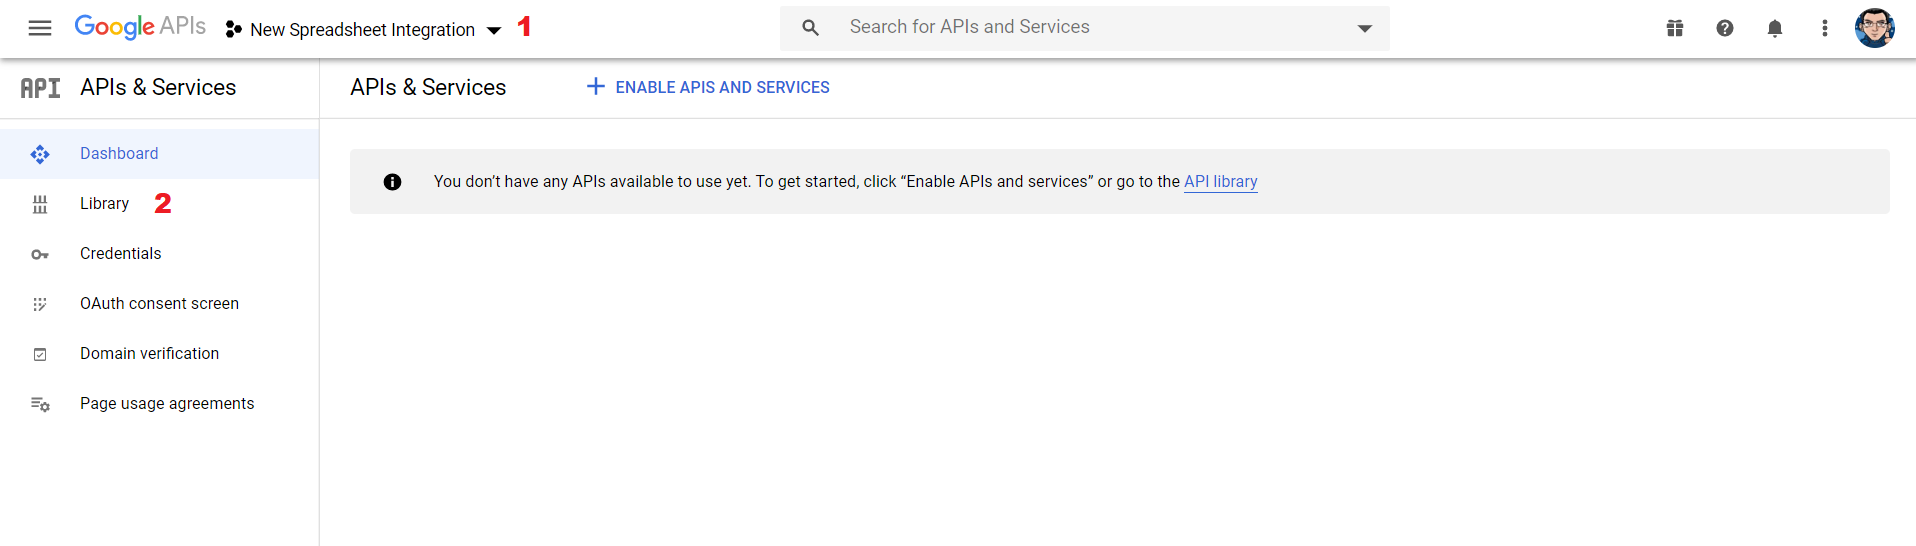 Google APIs New Spreadsheet Integration 1 Search for APIs and Services
API APIs & Services
APIs & Services ENABLE APIS AND SERVICES
Dashboard
Library 2
Credentials
OAuth consent screen
Domain verification
Page usage agreements
You don’t have any APIs available to use yet. To get started, click “Enable APIs and services” or go to the API library